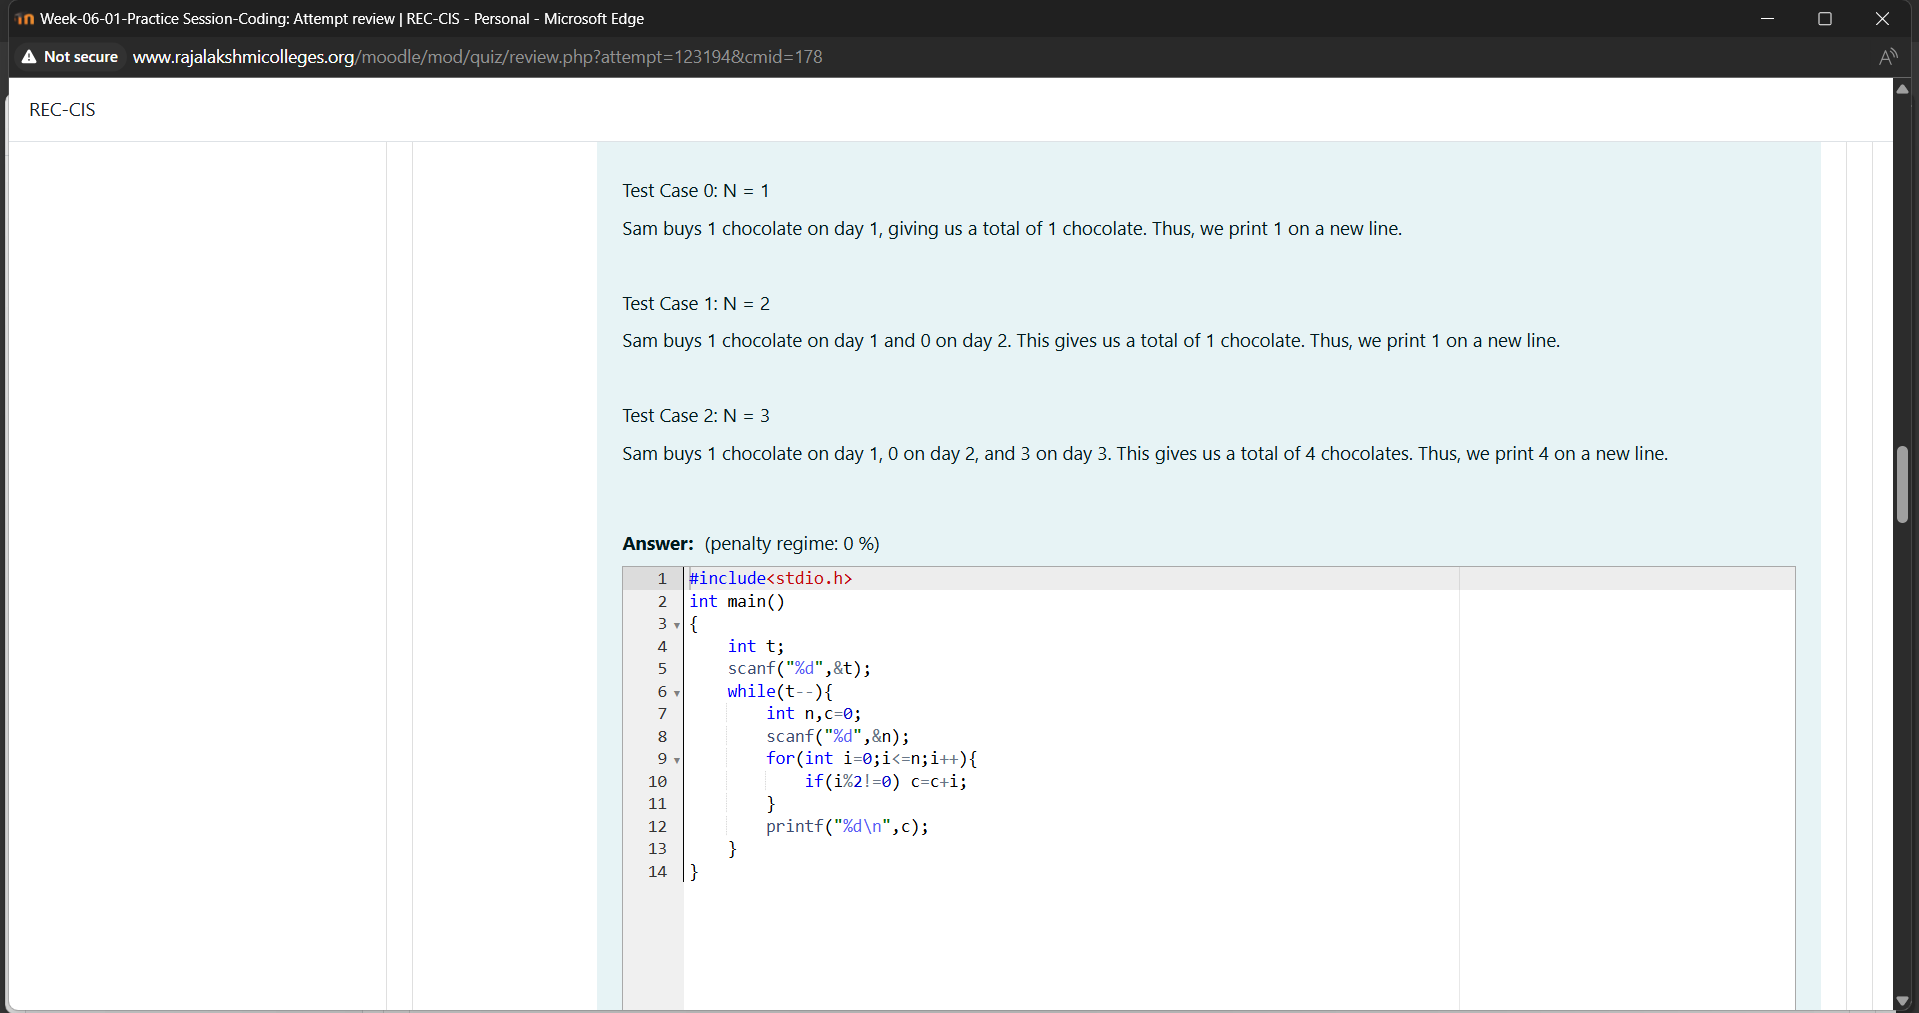 Week-06-01-Practice Session-Coding: Attempt review | REC-CIS - Personal - Microsoft Edge
Not secure www.rajalakshmicolleges.org/moodle/mod/quiz/review.php?attempt=123194&cmid=178
REC-CIS
Test Case 0: N = 1
Sam buys 1 chocolate on day 1, giving us a total of 1 chocolate. Thus, we print 1 on a new line.
Test Case 1: N = 2
Sam buys 1 chocolate on day 1 and 0 on day 2. This gives us a total of 1 chocolate. Thus, we print 1 on a new line.
Test Case 2: N = 3
Sam buys 1 chocolate on day 1, 0 on day 2, and 3 on day 3. This gives us a total of 4 chocolates. Thus, we print 4 on a new line.
Answer: (penalty regime: 0 %)
1 #include<stdio.h>
2 int main()
3 {
4     int t;
5     scanf("%d",&t);
6     while(t--){
7         int n,c=0;
8         scanf("%d",&n);
9         for(int i=0;i<=n;i++){
10             if(i%2!=0) c=c+i;
11         }
12         printf("%d\n",c);
13     }
14 }